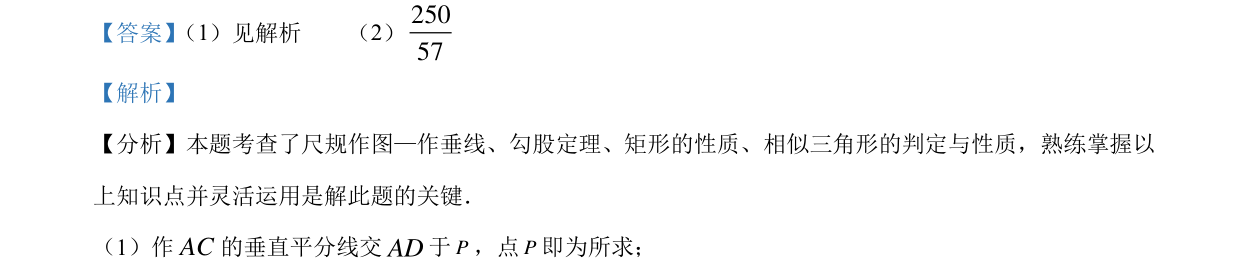 【答案】（1）见解析 （2）250/57
【解析】
【分析】本题考查了尺规作图—作垂线、勾股定理、矩形的性质、相似三角形的判定与性质，熟练掌握以
上知识点并灵活运用是解此题的关键．
（1）作 AC 的垂直平分线交 AD 于 P ，点 P 即为所求；